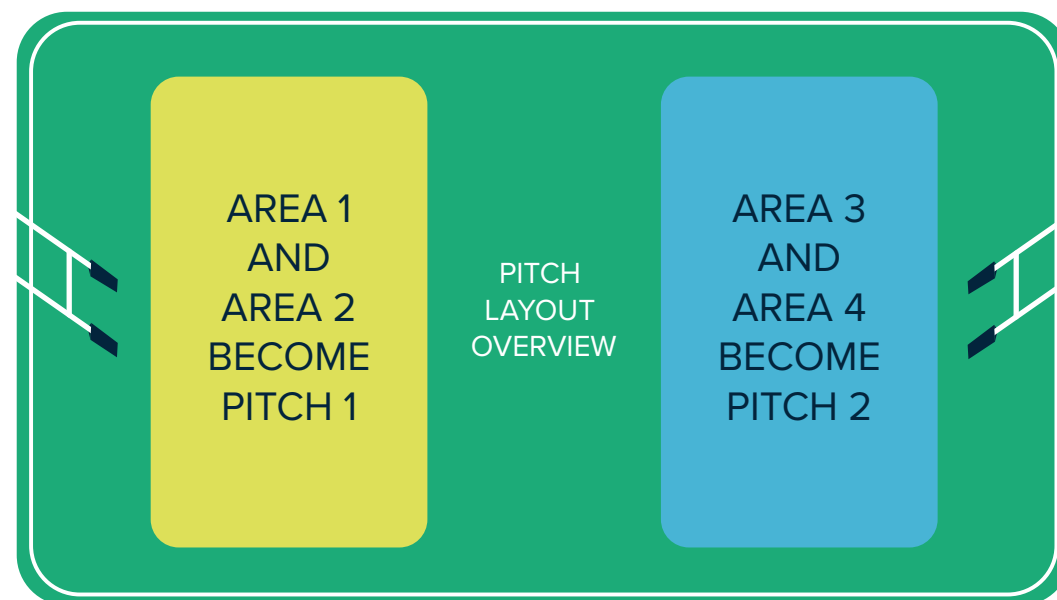 AREA 1
AND
AREA 2
BECOME
PITCH 1
PITCH
LAYOUT
OVERVIEW
AREA 3
AND
AREA 4
BECOME
PITCH 2